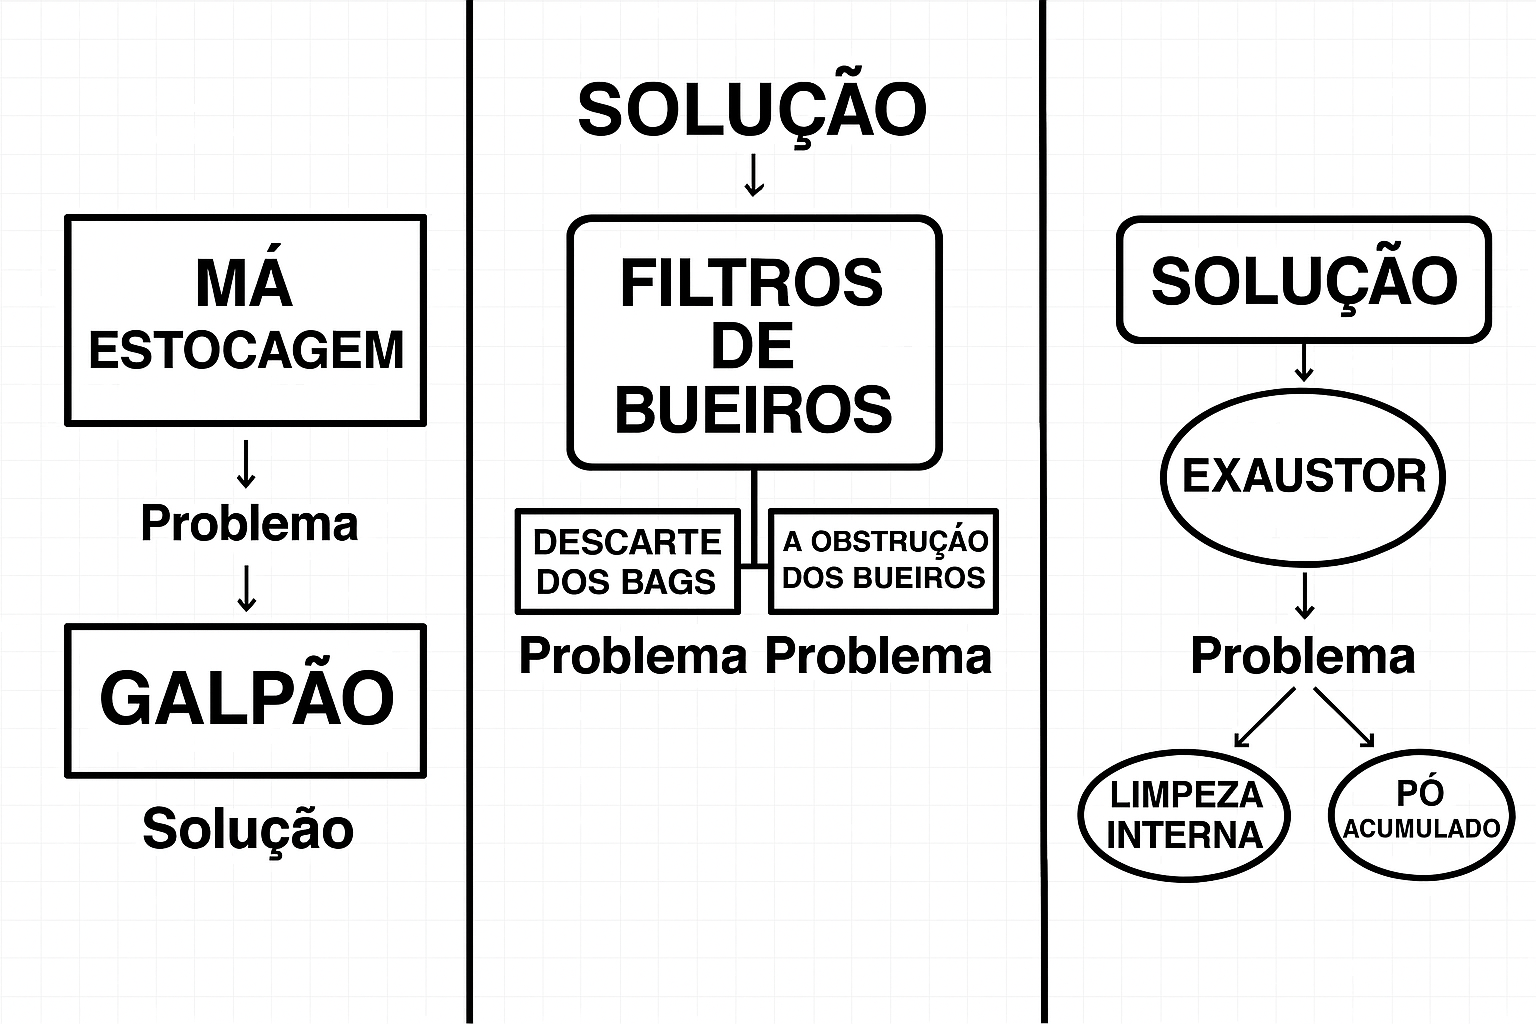 MÁ
ESTOCAGEM
Problema
GALPÃO
Solução
SOLUÇÃO
FILTROS
DE
BUEIROS
DESCARTE
DOS BAGS
Problema
A OBSTRUÇÁO
DOS BUEIROS
Problema
SOLUÇÃO
EXAUSTOR
Problema
LIMPEZA
INTERNA
PÓ
ACUMULADO